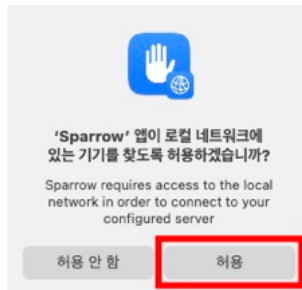 ‘Sparrow’ 앱이 로컬 네트워크에
있는 기기를 찾도록 허용하겠습니까?
Sparrow requires access to the local
network in order to connect to your
configured server
허용 안 함
허용